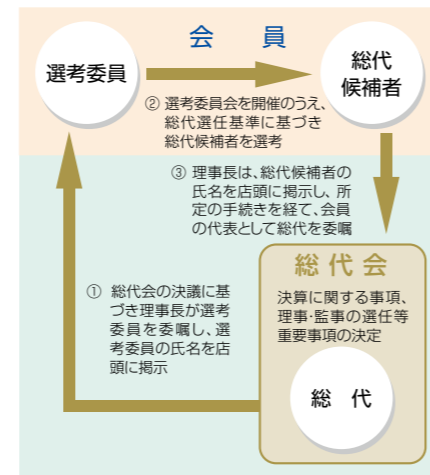 会 員
選考委員
総代
候補者
② 選考委員会を開催のうえ、
総代選任基準に基づき
総代候補者を選考
③ 理事長は、総代候補者の
氏名を店頭に掲示し、所
定の手続きを経て、会員
の代表として総代を委嘱
① 総代会の決議に基
づき理事長が選考
委員を委嘱し、選
考委員の氏名を店
頭に掲示
総代会
決算に関する事項、
理事・監事の選任等
重要事項の決定
総 代